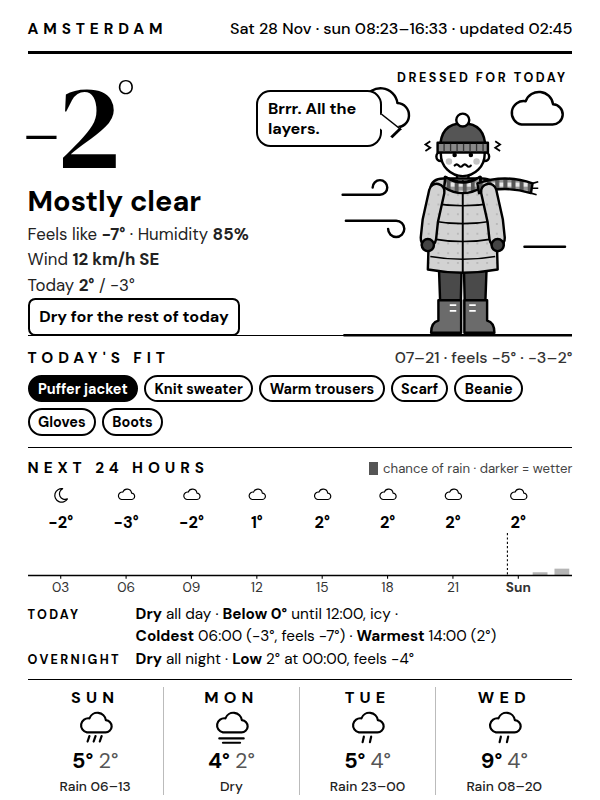 AMSTERDAM
Sat 28 Nov · sun 08:23–16:33 · updated 02:45
DRESSED FOR TODAY
−2°
Brrr. All the
layers.
Mostly clear
Feels like −7° · Humidity 85%
Wind 12 km/h SE
Today 2° / −3°
Dry for the rest of today
TODAY'S FIT
07–21 · feels −5° · −3–2°
Puffer jacket Knit sweater Warm trousers Scarf Beanie
Gloves Boots
NEXT 24 HOURS
chance of rain · darker = wetter
−2° −3° −2° 1° 2° 2° 2° 2°
03 06 09 12 15 18 21 Sun
TODAY Dry all day · Below 0° until 12:00, icy ·
Coldest 06:00 (−3°, feels −7°) · Warmest 14:00 (2°)
OVERNIGHT Dry all night · Low 2° at 00:00, feels −4°
SUN MON TUE WED
5° 2° 4° 2° 5° 4° 9° 4°
Rain 06–13 Dry Rain 23–00 Rain 08–20